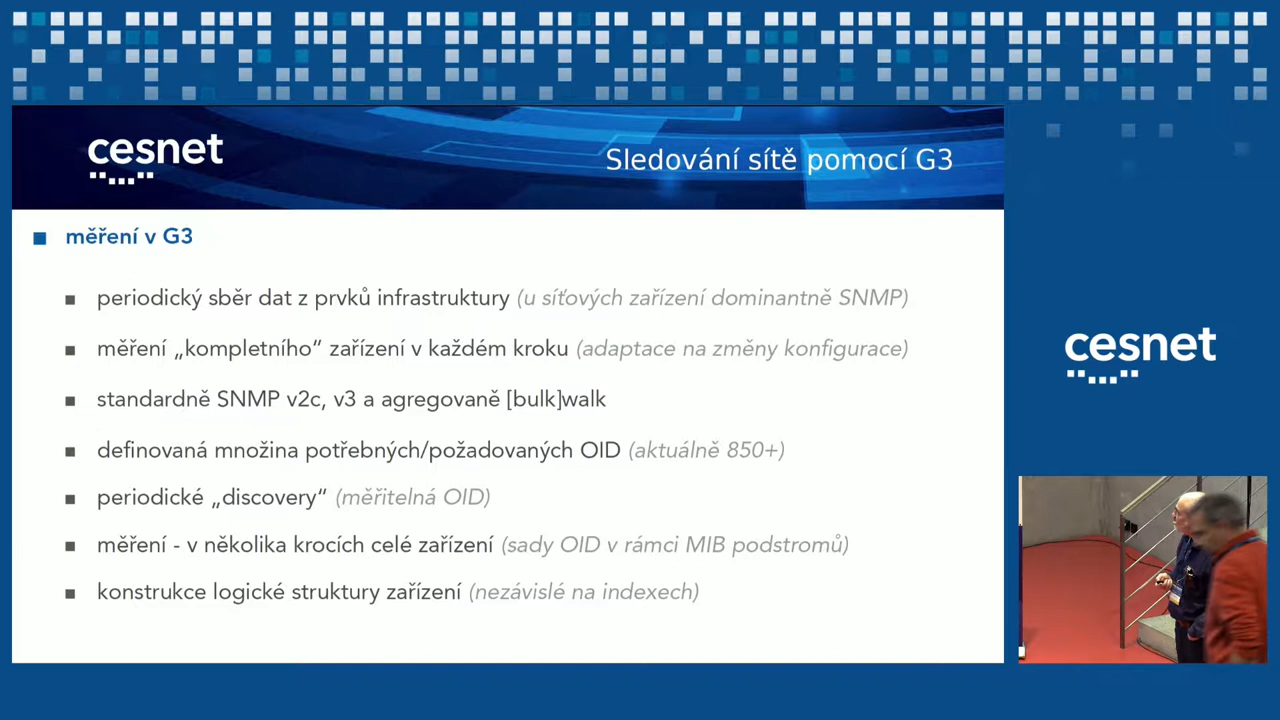 cesnet
Sledování sítě pomocí G3
měření v G3
periodický sběr dat z prvků infrastruktury (u síťových zařízení dominantně SNMP)
měření „kompletního“ zařízení v každém kroku (adaptace na změny konfigurace)
standardně SNMP v2c, v3 a agregovaně [bulk]walk
definovaná množina potřebných/požadovaných OID (aktuálně 850+)
periodické „discovery“ (měřitelná OID)
měření - v několika krocích celé zařízení (sady OID v rámci MIB podstromů)
konstrukce logické struktury zařízení (nezávislé na indexech)
cesnet